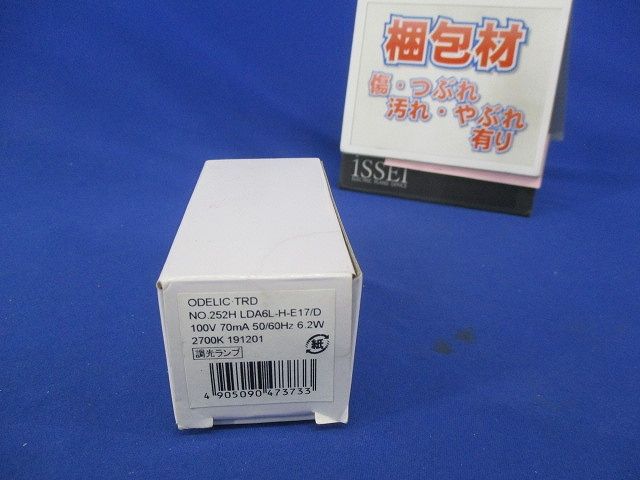 梱包材
傷・つぶれ
汚れ・やぶれ
有り
iSSEI
ODELIC・TRD
NO.252H LDA6L-H-E17/D
100V 70mA 50/60Hz 6.2W
2700K 191201
調光ランプ
紙
4 905090 473733